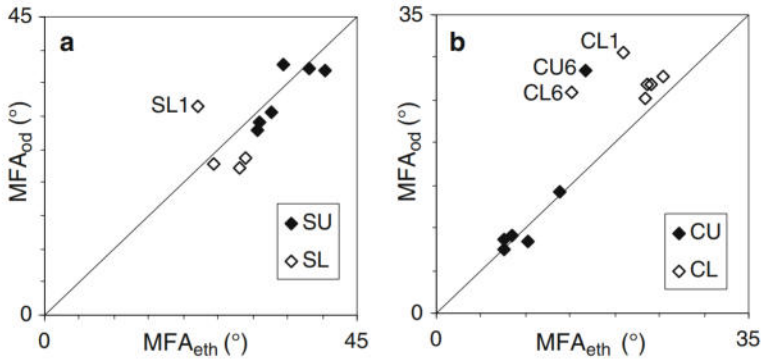 a
45
SL1
MFAod (°)
SU
SL
0
0
45
MFAeth (°)
b
35
CL1
CU6
CL6
MFAod (°)
CU
CL
0
0
35
MFAeth (°)